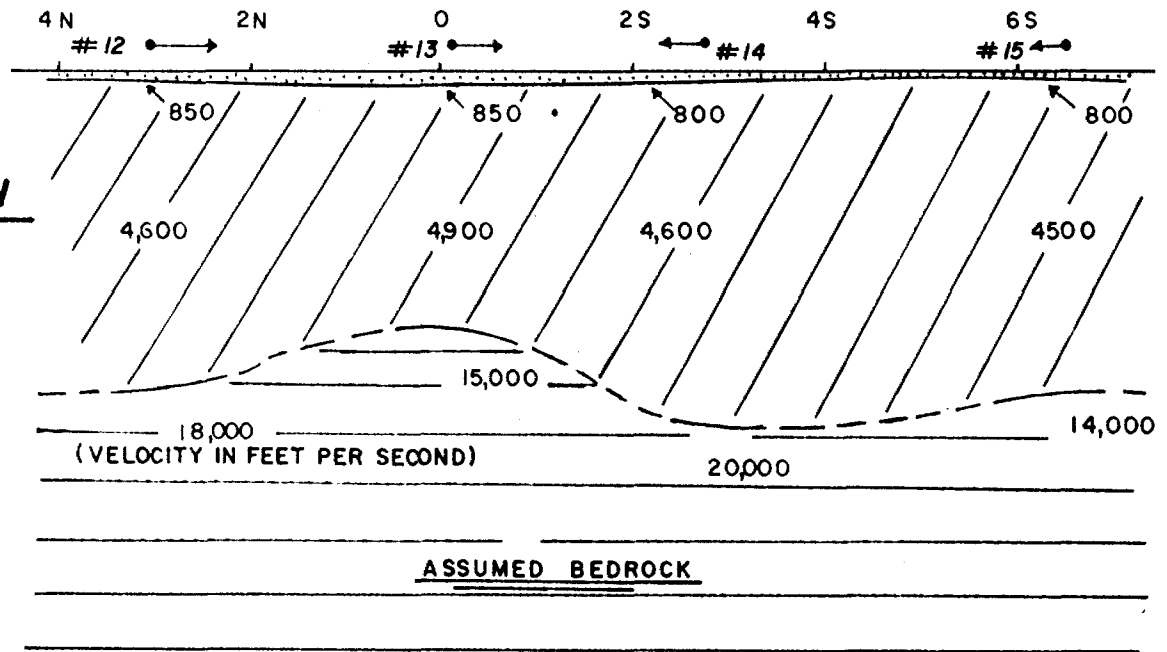 4N 2N 0 2S 4S 6S
#12 #13 #14 #15
850 850 800 800
4,600 4,900 4,600 4500
15,000
18,000 14,000
(VELOCITY IN FEET PER SECOND)
20,000
ASSUMED BEDROCK